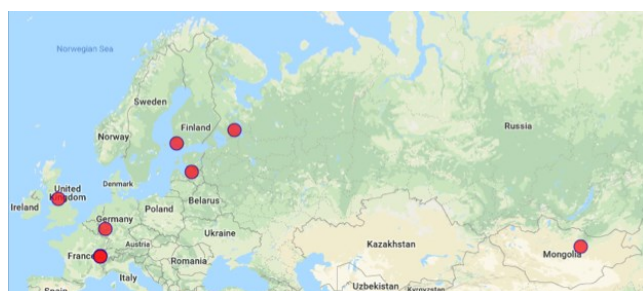 Norwegian Sea
Sweden
Finland
Norway
Russia
United
Kingdom
Denmark
Ireland
Belarus
Poland
Germany
Ukraine
Kazakhstan
Austria
France
Mongolia
Romania
Italy
Spain
Uzbekistan